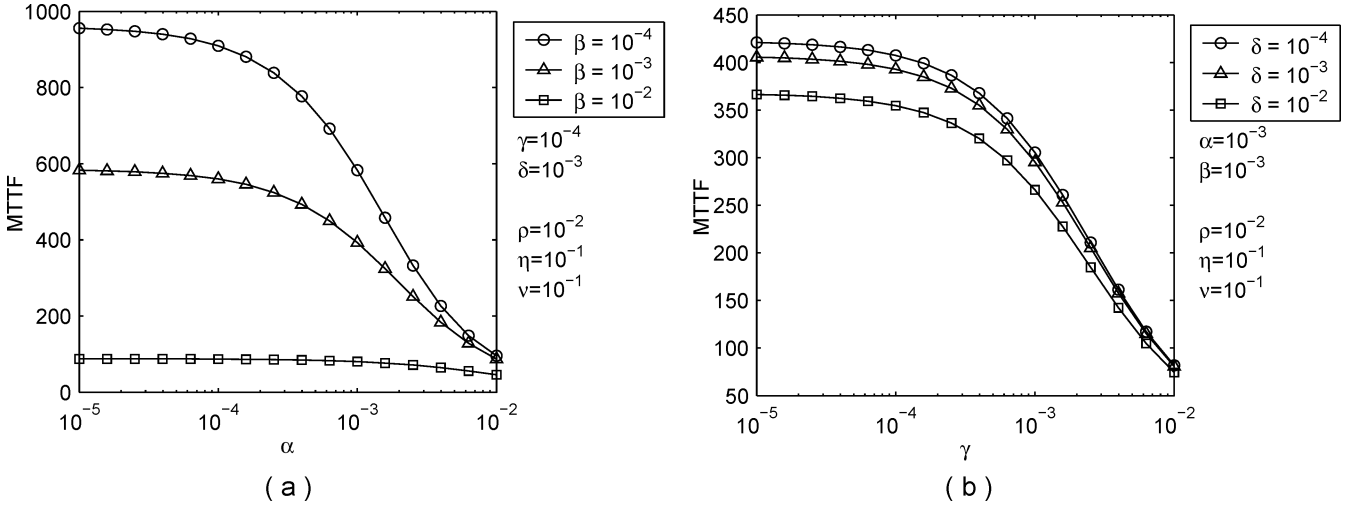 MTTF
1000
800
600
400
200
0
10⁻⁵
10⁻⁴
10⁻³
10⁻²
α
β = 10⁻⁴
β = 10⁻³
β = 10⁻²
γ=10⁻⁴
δ=10⁻³
ρ=10⁻²
η=10⁻¹
ν=10⁻¹
( a )
MTTF
450
400
350
300
250
200
150
100
50
10⁻⁵
10⁻⁴
10⁻³
10⁻²
γ
δ = 10⁻⁴
δ = 10⁻³
δ = 10⁻²
α=10⁻³
β=10⁻³
ρ=10⁻²
η=10⁻¹
ν=10⁻¹
( b )